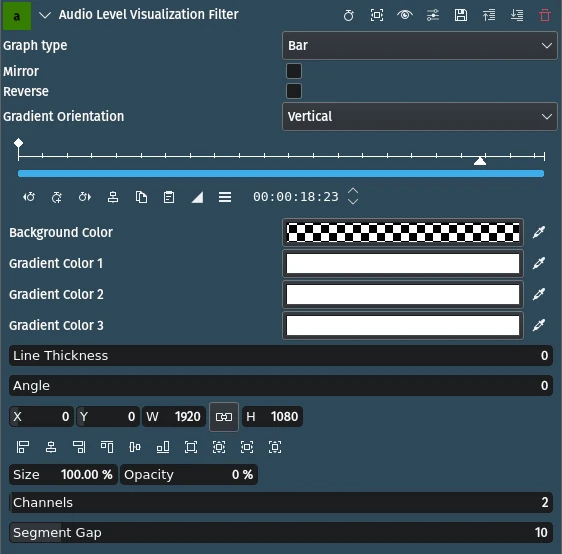 a Audio Level Visualization Filter
Graph type Bar
Mirror
Reverse
Gradient Orientation Vertical
00:00:18:23
Background Color
Gradient Color 1
Gradient Color 2
Gradient Color 3
Line Thickness 0
Angle 0
X 0 Y 0 W 1920 H 1080
Size 100.00 % Opacity 0 %
Channels 2
Segment Gap 10